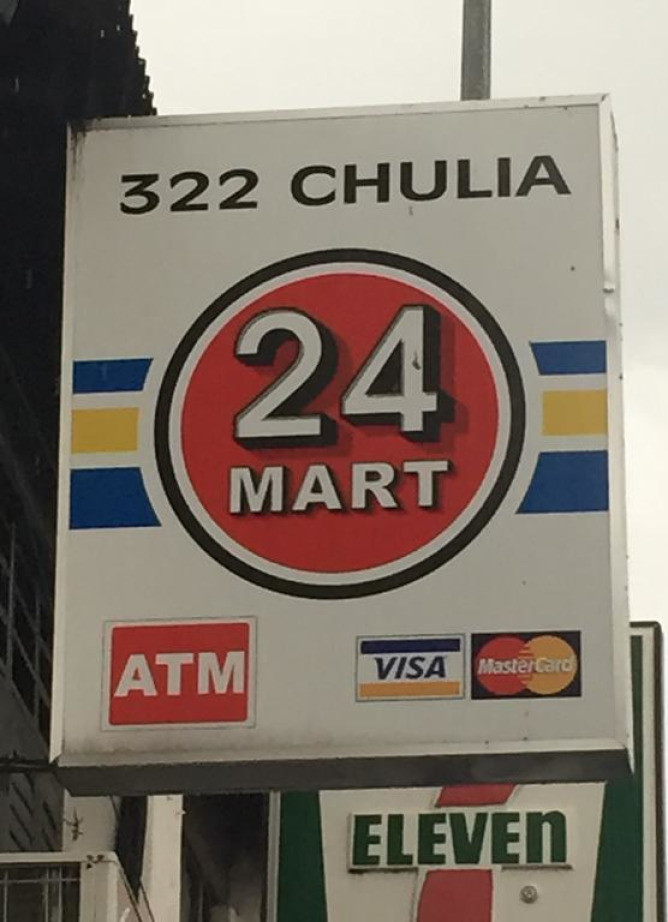 322 CHULIA
24
MART
ATM
VISA MasterCard
ELEVEn